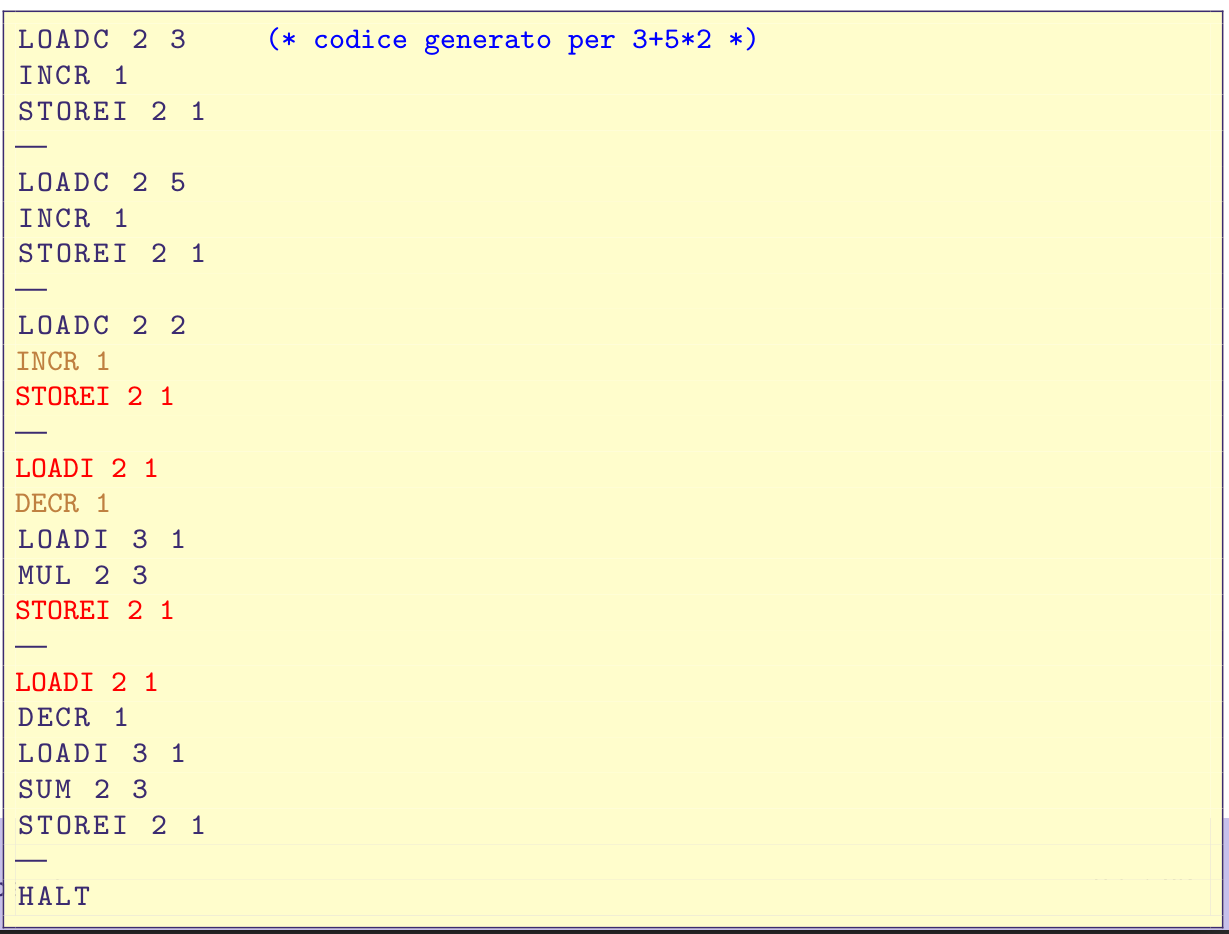 LOADC 2 3 (* codice generato per 3+5*2 *)
INCR 1
STOREI 2 1
—
LOADC 2 5
INCR 1
STOREI 2 1
—
LOADC 2 2
INCR 1
STOREI 2 1
—
LOADI 2 1
DECR 1
LOADI 3 1
MUL 2 3
STOREI 2 1
—
LOADI 2 1
DECR 1
LOADI 3 1
SUM 2 3
STOREI 2 1
—
HALT